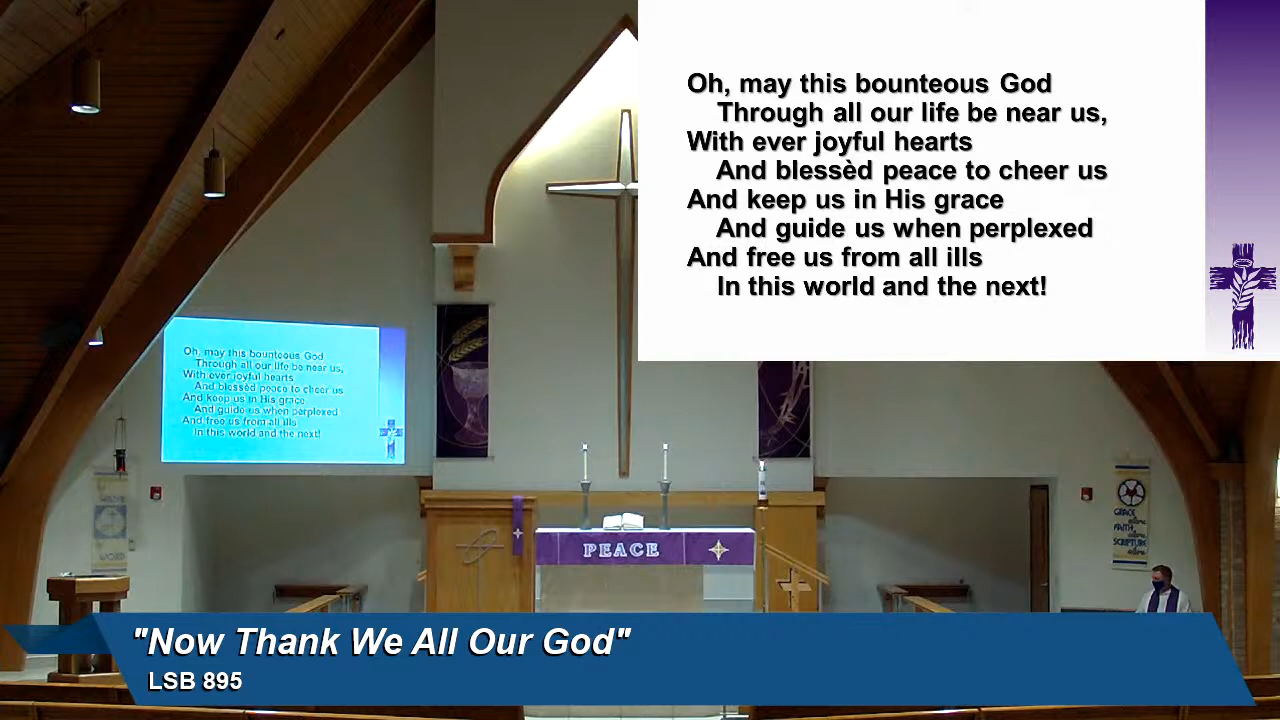 Oh, may this bounteous God
Through all our life be near us,
With ever joyful hearts
And blessèd peace to cheer us
And keep us in His grace
And guide us when perplexed
And free us from all ills
In this world and the next!
Oh, may this bounteous God
Through all our life be near us,
With ever joyful hearts
And blessèd peace to cheer us
And keep us in His grace
And guide us when perplexed
And free us from all ills
In this world and the next!
WORD
GRACE
alone
FAITH
alone
SCRIPTURE
alone
PEACE
"Now Thank We All Our God"
LSB 895